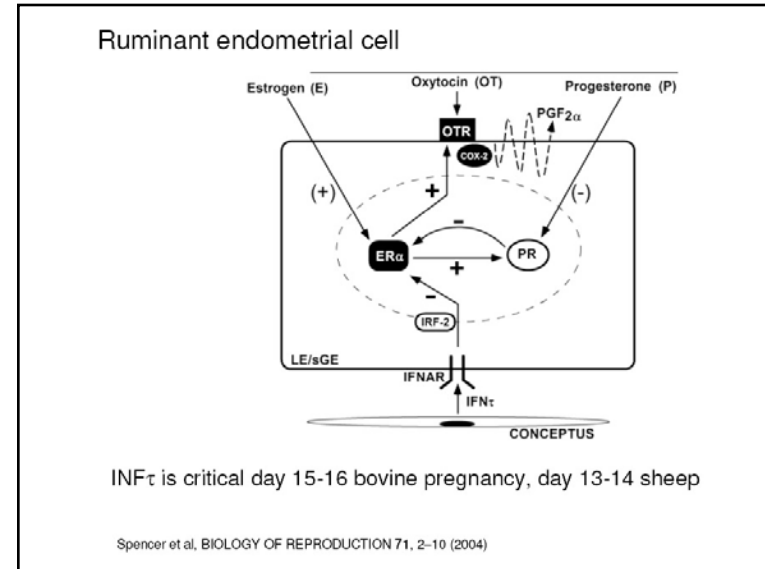 Ruminant endometrial cell
Estrogen (E)
Oxytocin (OT)
Progesterone (P)
OTR
COX-2
PGF2α
(+)
(-)
+
-
ERα
+
PR
-
IRF-2
LE/sGE
IFNAR
IFNτ
CONCEPTUS
INFτ is critical day 15-16 bovine pregnancy, day 13-14 sheep
Spencer et al, BIOLOGY OF REPRODUCTION 71, 2–10 (2004)